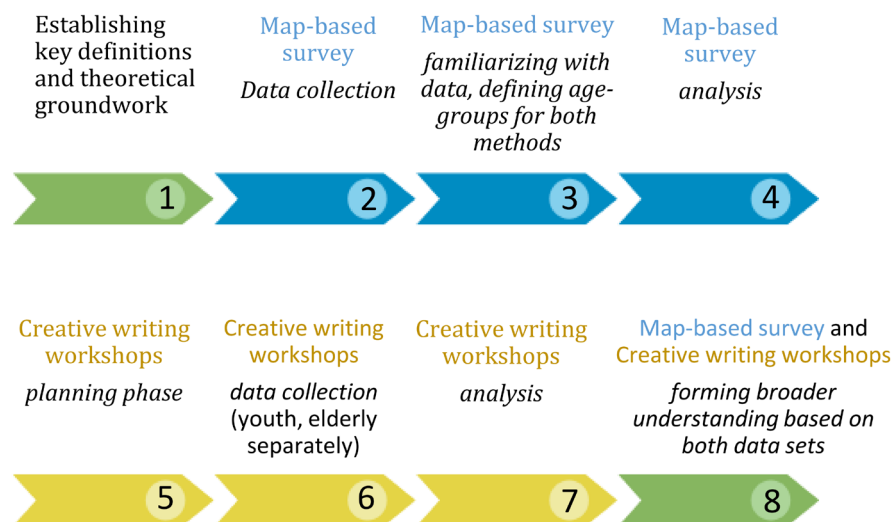 Establishing
key definitions
and theoretical
groundwork
Map-based
survey
Data collection
Map-based survey
familiarizing with
data, defining age-
groups for both
methods
Map-based
survey
analysis
1
2
3
4
Creative writing
workshops
planning phase
Creative writing
workshops
data collection
(youth, elderly
separately)
Creative writing
workshops
analysis
Map-based survey and
Creative writing workshops
forming broader
understanding based on
both data sets
5
6
7
8